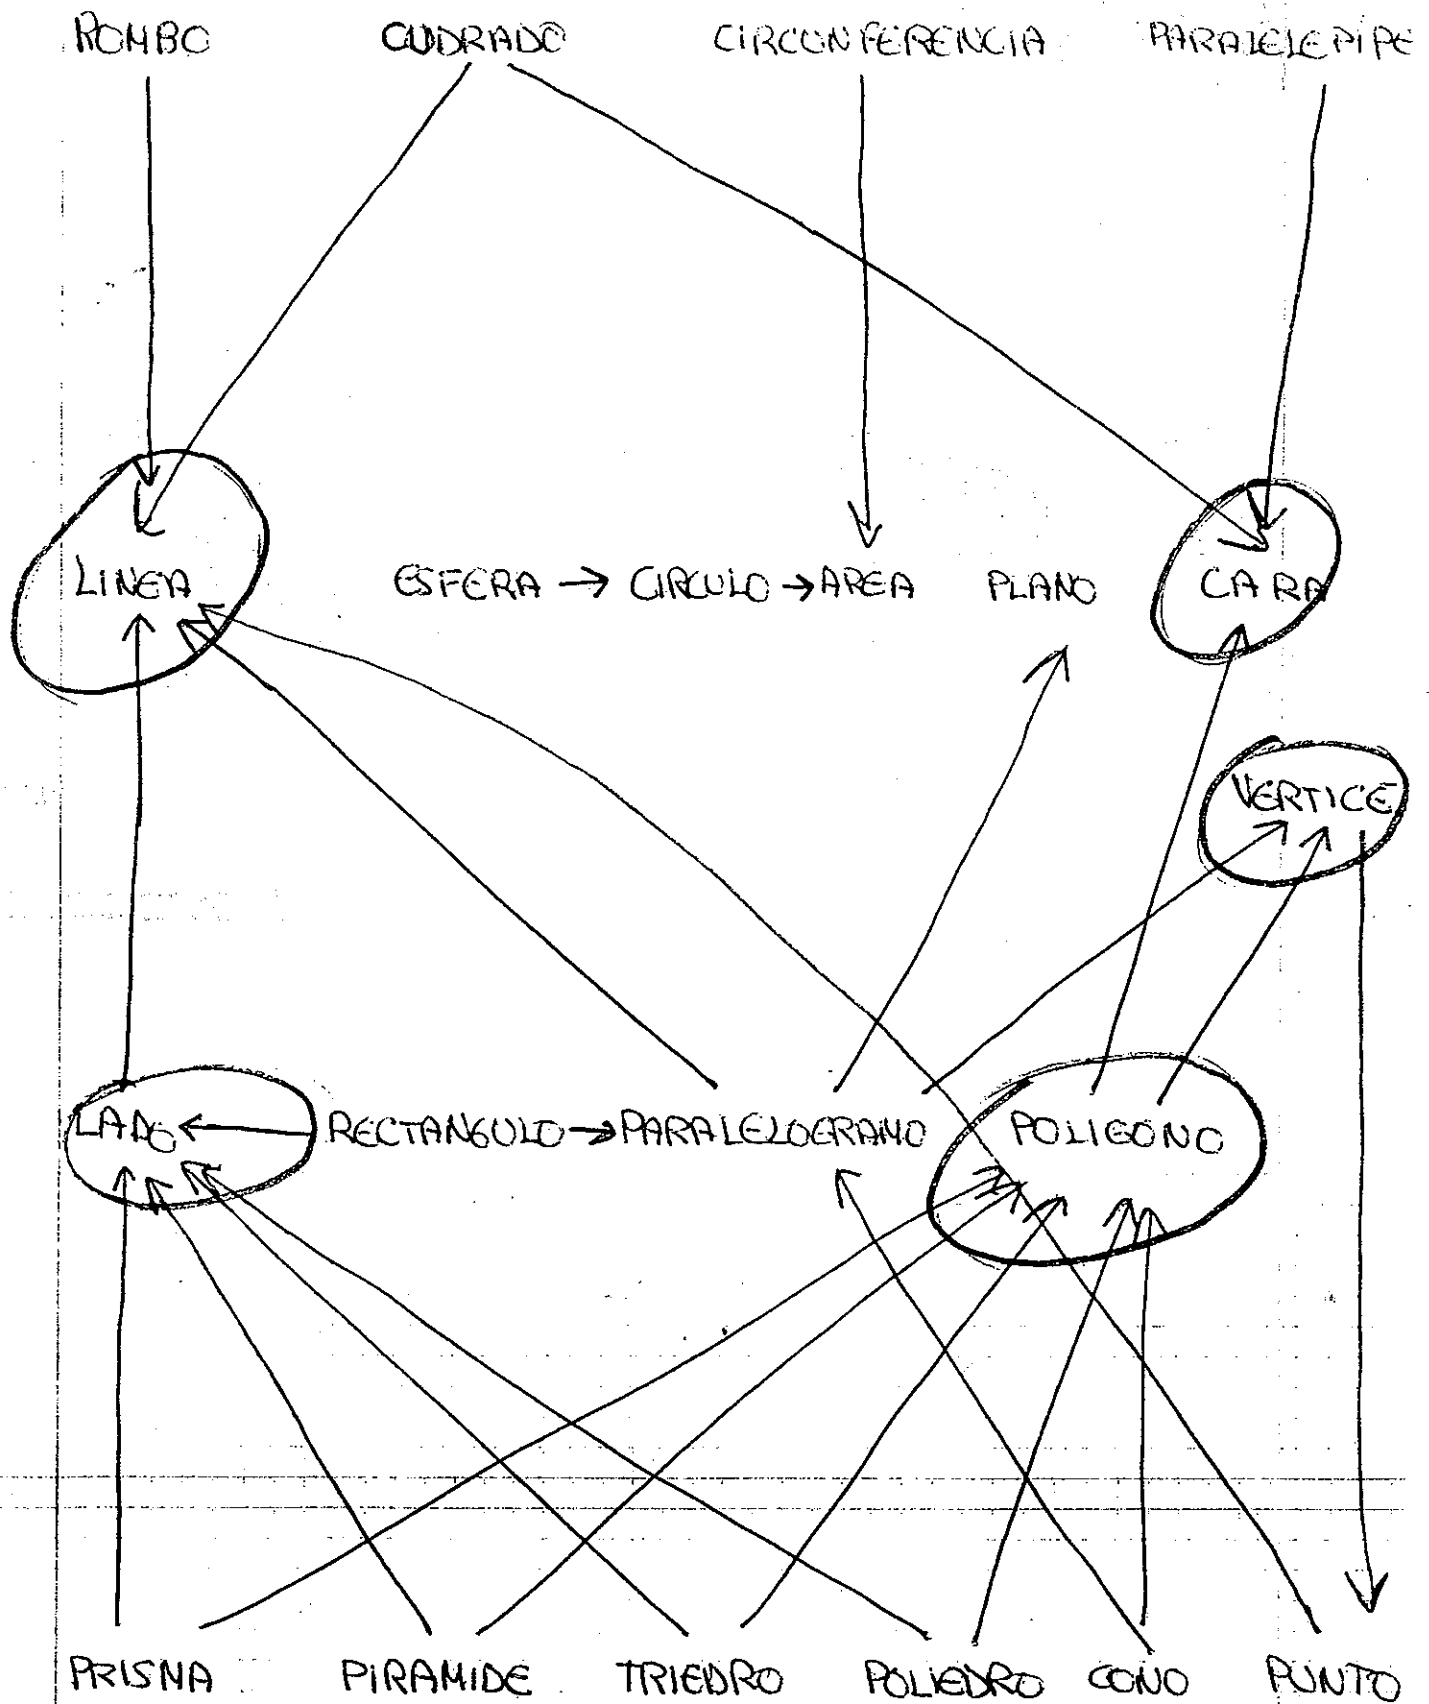 ROMBO CUDRADO CIRCUNFERENCIA PARALELEPIPE
LINEA ESFERA → CIRCULO → AREA PLANO CARA
VERTICE
LADO ← RECTANGULO → PARALELOGRAMO POLIGONO
PRISMA PIRAMIDE TRIEDRO POLIEDRO CONO PUNTO